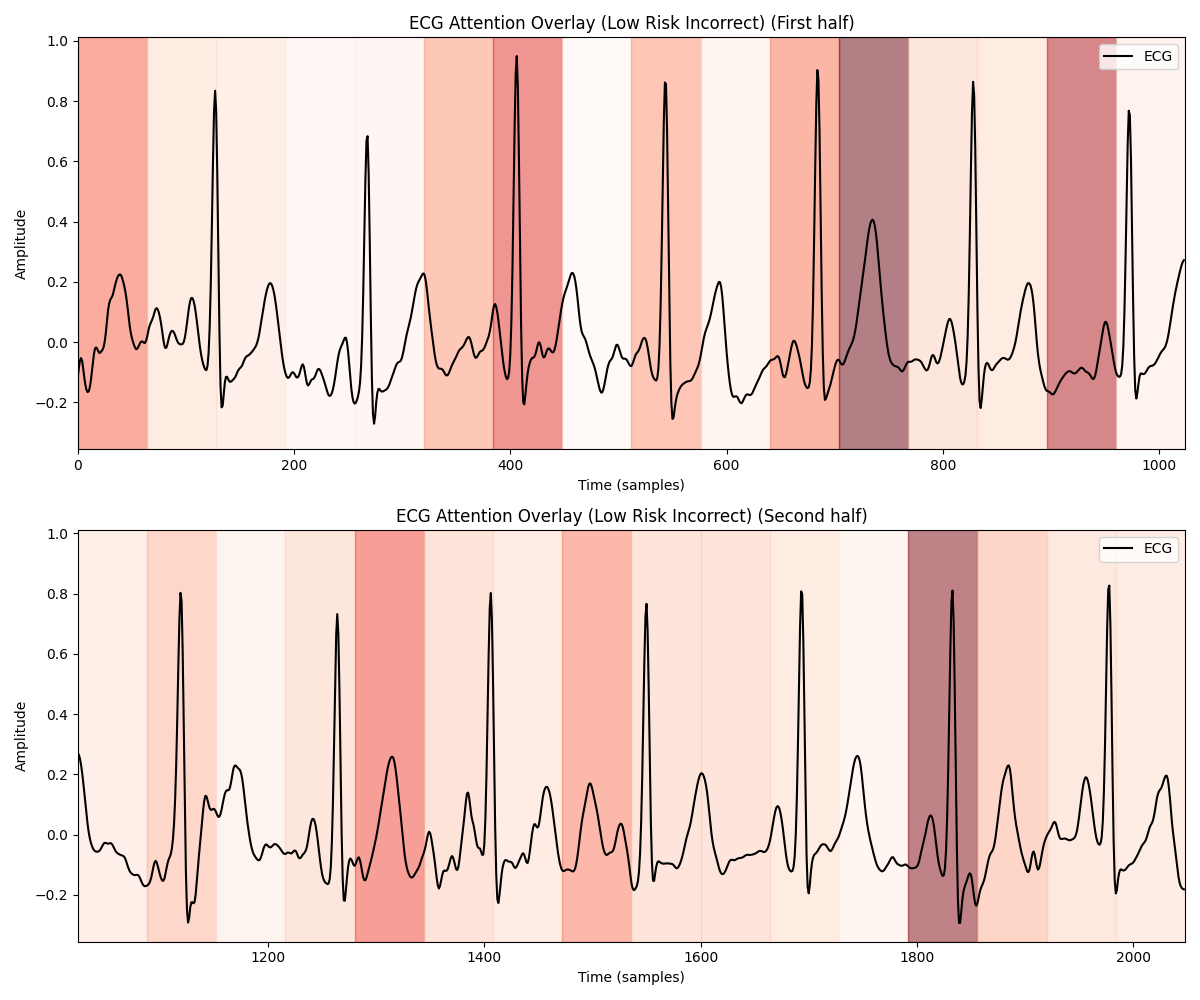 ECG Attention Overlay (Low Risk Incorrect) (First half)
1.0
0.8
0.6
0.4
0.2
0.0
−0.2
Amplitude
ECG
0 200 400 600 800 1000
Time (samples)
ECG Attention Overlay (Low Risk Incorrect) (Second half)
1.0
0.8
0.6
0.4
0.2
0.0
−0.2
Amplitude
ECG
1200 1400 1600 1800 2000
Time (samples)